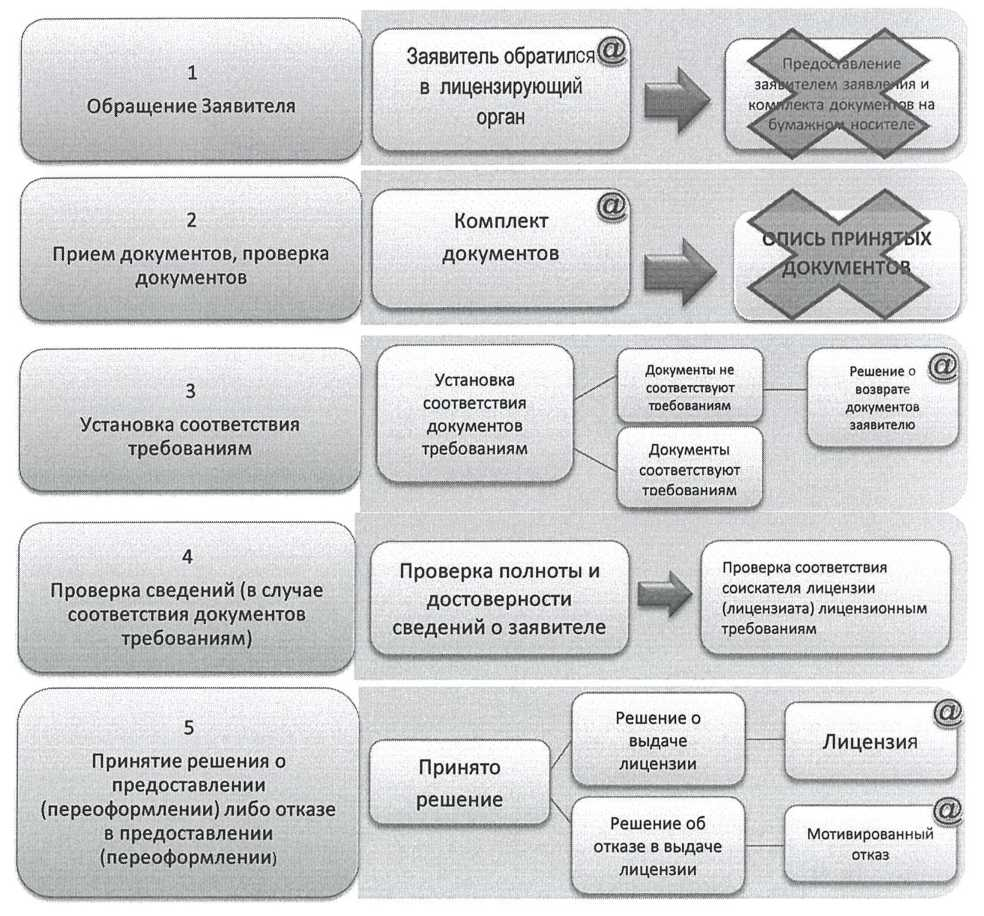 1
Обращение Заявителя
Заявитель обратился
в лицензирующий
орган
@
Предоставление
заявителем заявления и
комплекта документов на
бумажном носителе
2
Прием документов, проверка
документов
Комплект
документов
@
ОПИСЬ ПРИНЯТЫХ
ДОКУМЕНТОВ
3
Установка соответствия
требованиям
Установка
соответствия
документов
требованиям
Документы не
соответствуют
требованиям
Решение о
возврате
документов
заявителю
@
Документы
соответствуют
требованиям
4
Проверка сведений (в случае
соответствия документов
требованиям)
Проверка полноты и
достоверности
сведений о заявителе
Проверка соответствия
соискателя лицензии
(лицензиата) лицензионным
требованиям
5
Принятие решения о
предоставлении
(переоформлении) либо отказе
в предоставлении
(переоформлении)
Принято
решение
Решение о
выдаче
лицензии
Лицензия
@
Решение об
отказе в выдаче
лицензии
Мотивированный
отказ
@